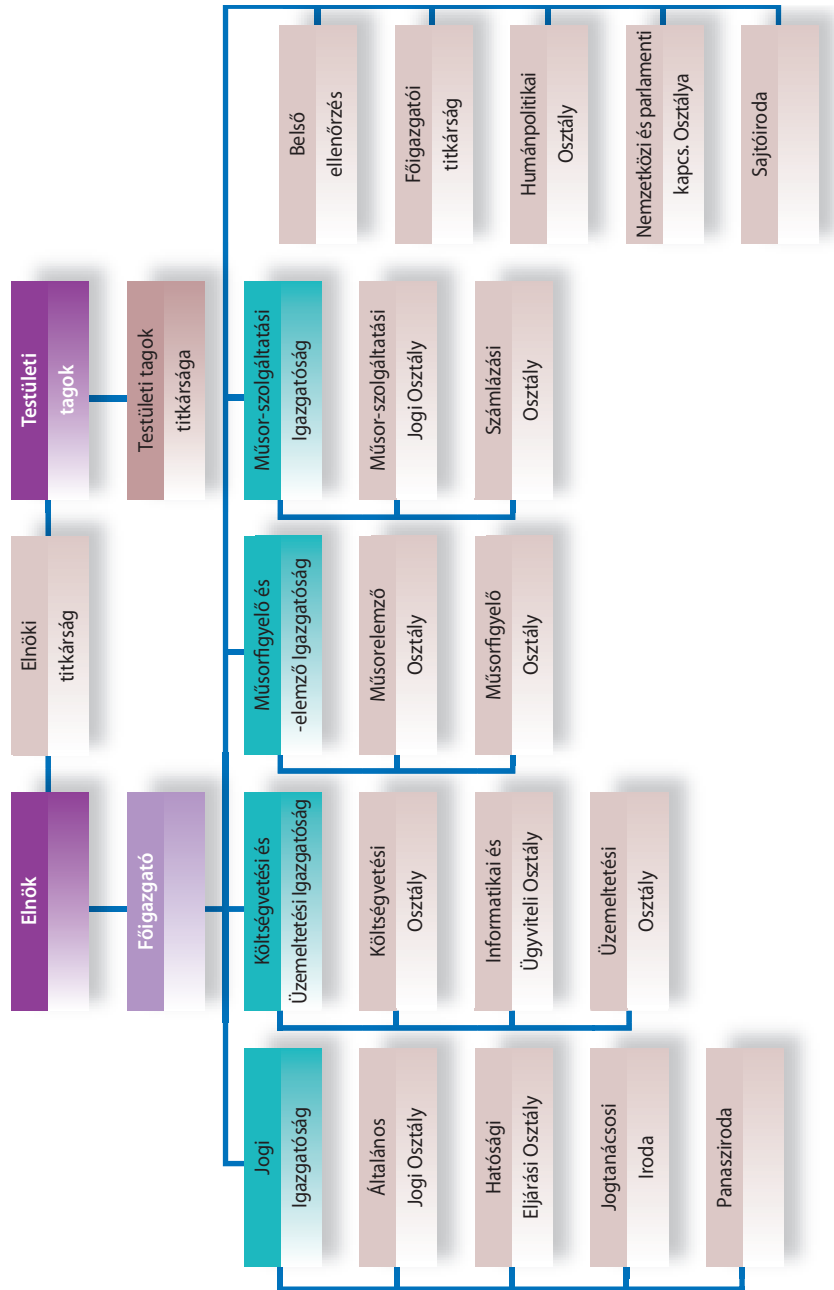 Elnök
Elnöki
titkárság
Testületi
tagok
Főigazgató
Testületi tagok
titkársága
Jogi
Igazgatóság
Általános
Jogi Osztály
Hatósági
Eljárási Osztály
Jogtanácsosi
Iroda
Panasziroda
Költségvetési és
Üzemeltetési Igazgatóság
Költségvetési
Osztály
Informatikai és
Ügyviteli Osztály
Üzemeltetési
Osztály
Műsorfigyelő és
-elemző Igazgatóság
Műsorelemző
Osztály
Műsorfigyelő
Osztály
Műsor-szolgáltatási
Igazgatóság
Műsor-szolgáltatási
Jogi Osztály
Számlázási
Osztály
Belső
ellenőrzés
Főigazgatói
titkárság
Humánpolitikai
Osztály
Nemzetközi és parlamenti
kapcs. Osztálya
Sajtóiroda